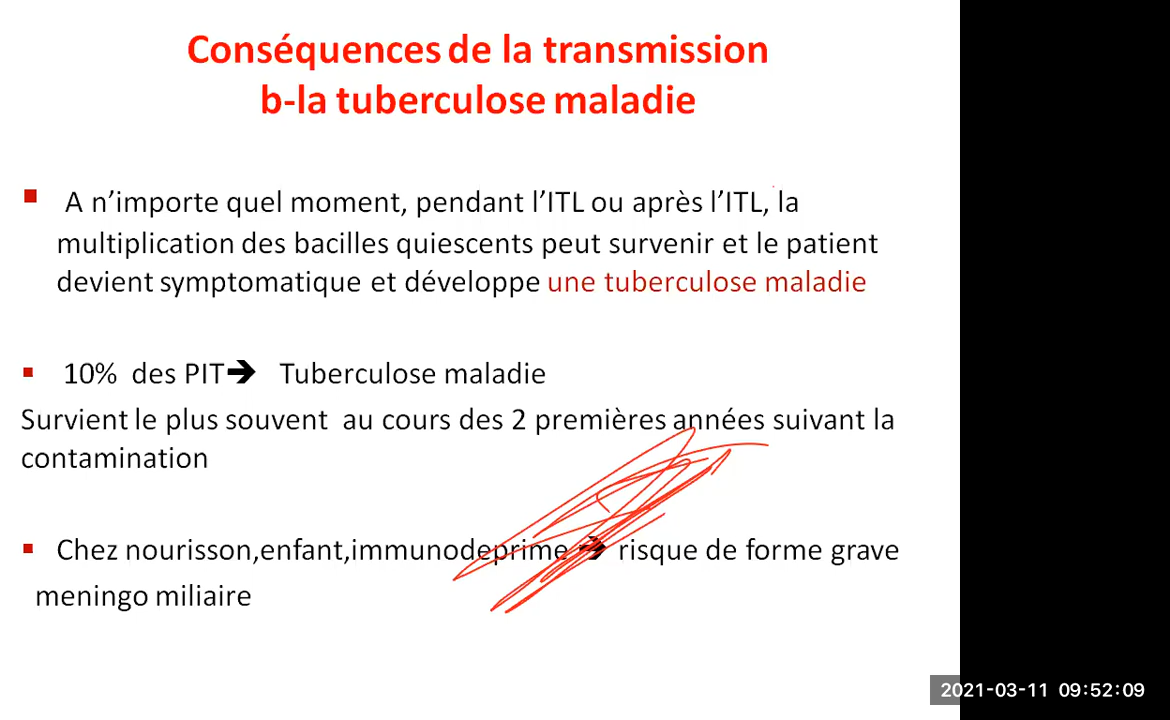 Conséquences de la transmission
b-la tuberculose maladie
▪ A n’importe quel moment, pendant l’ITL ou après l’ITL, la
multiplication des bacilles quiescents peut survenir et le patient
devient symptomatique et développe une tuberculose maladie
▪ 10% des PIT➔ Tuberculose maladie
Survient le plus souvent au cours des 2 premières années suivant la
contamination
▪ Chez nourisson,enfant,immunodeprime ➔ risque de forme grave
meningo miliaire
2021-03-11 09:52:09